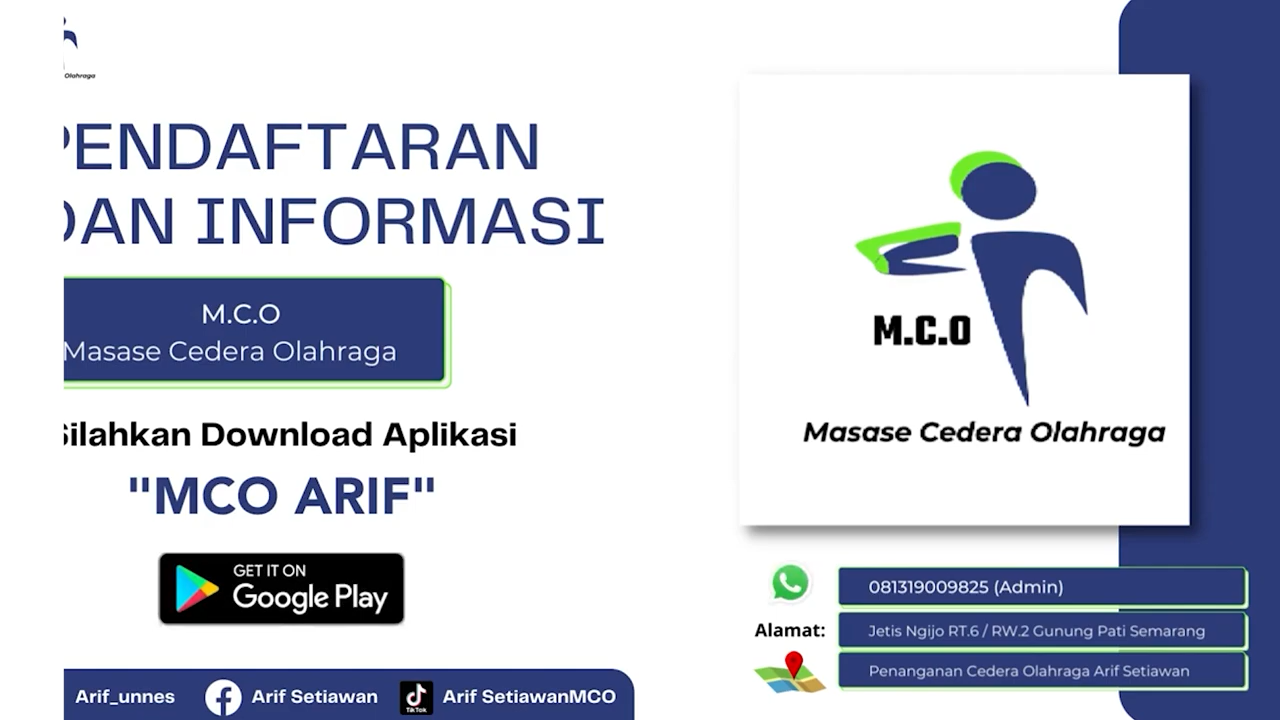 Olahraga
PENDAFTARAN
DAN INFORMASI
M.C.O
Masase Cedera Olahraga
Silahkan Download Aplikasi
"MCO ARIF"
GET IT ON
Google Play
Arif_unnes
Arif Setiawan
TikTok
Arif SetiawanMCO
M.C.O
Masase Cedera Olahraga
081319009825 (Admin)
Alamat:
Jetis Ngijo RT.6 / RW.2 Gunung Pati Semarang
Penanganan Cedera Olahraga Arif Setiawan